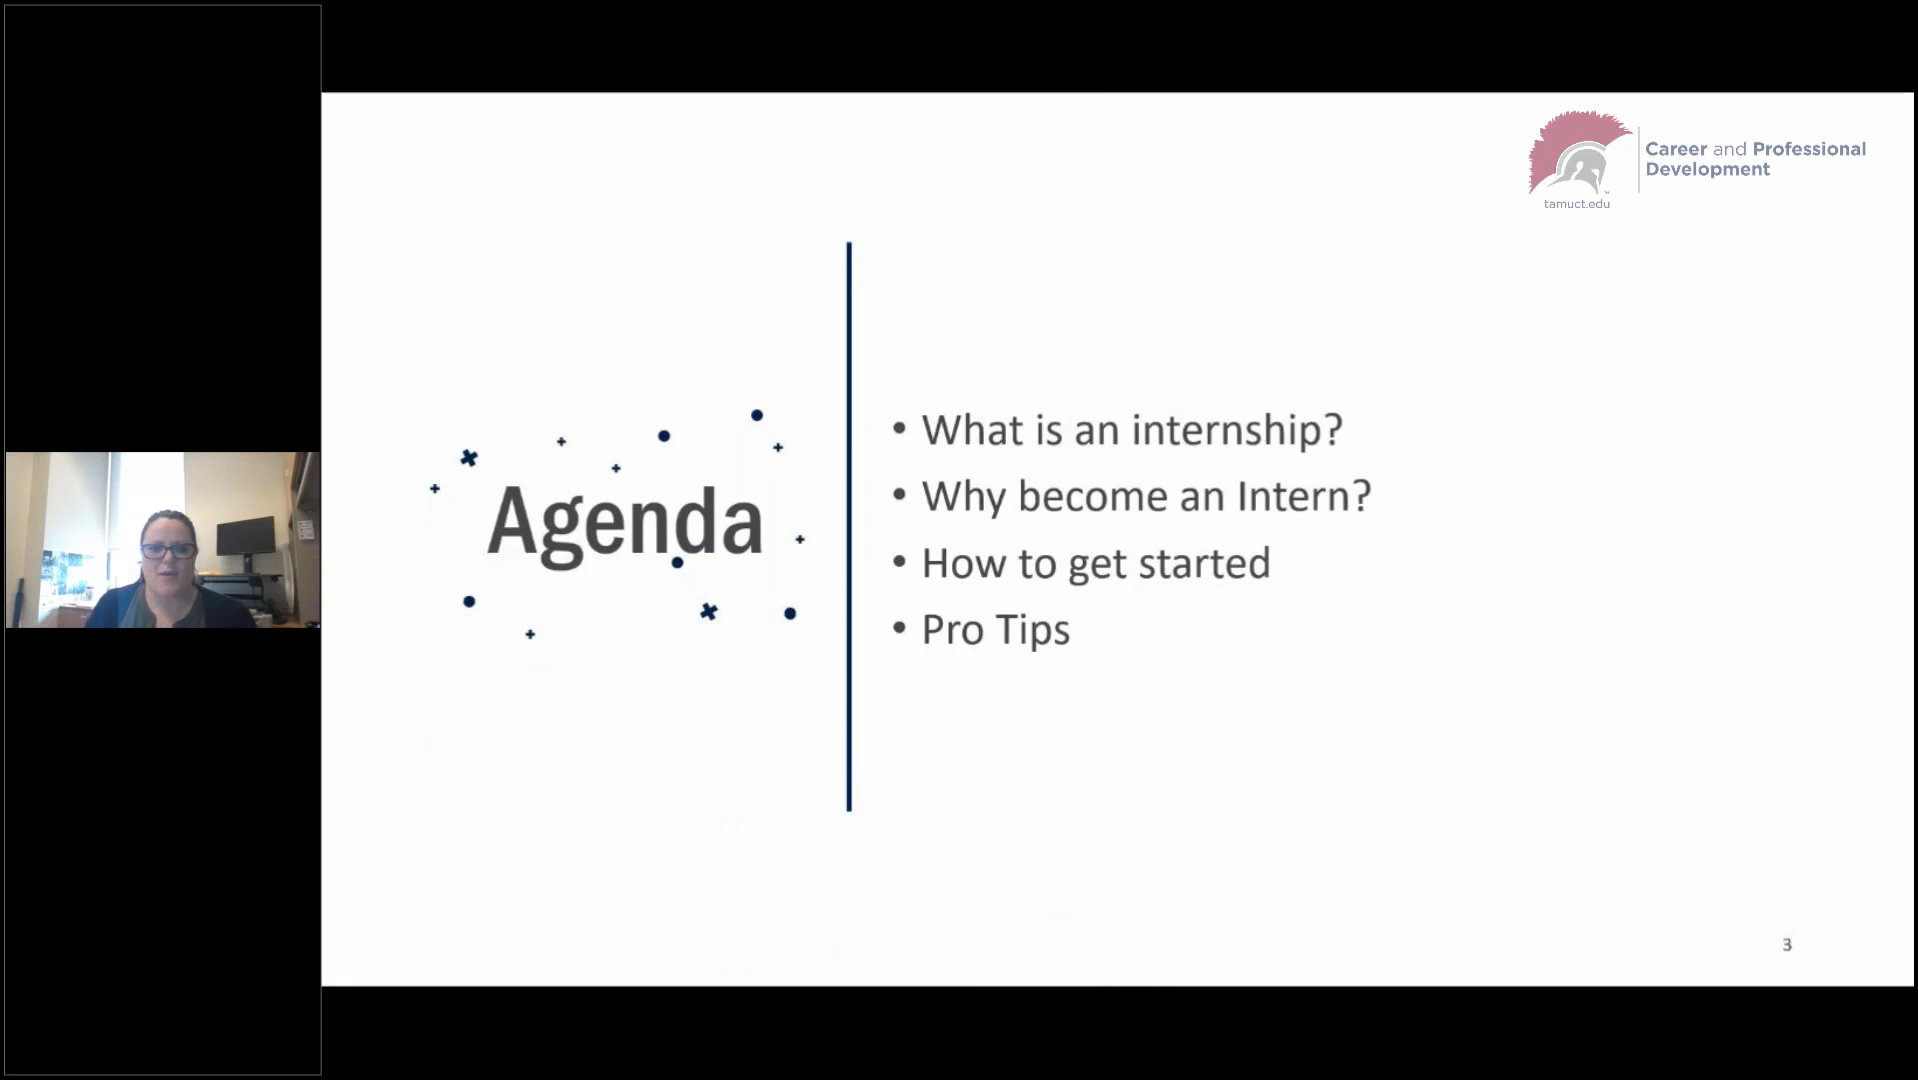 Career and Professional
Development
tamuct.edu
Agenda
• What is an internship?
• Why become an Intern?
• How to get started
• Pro Tips
3